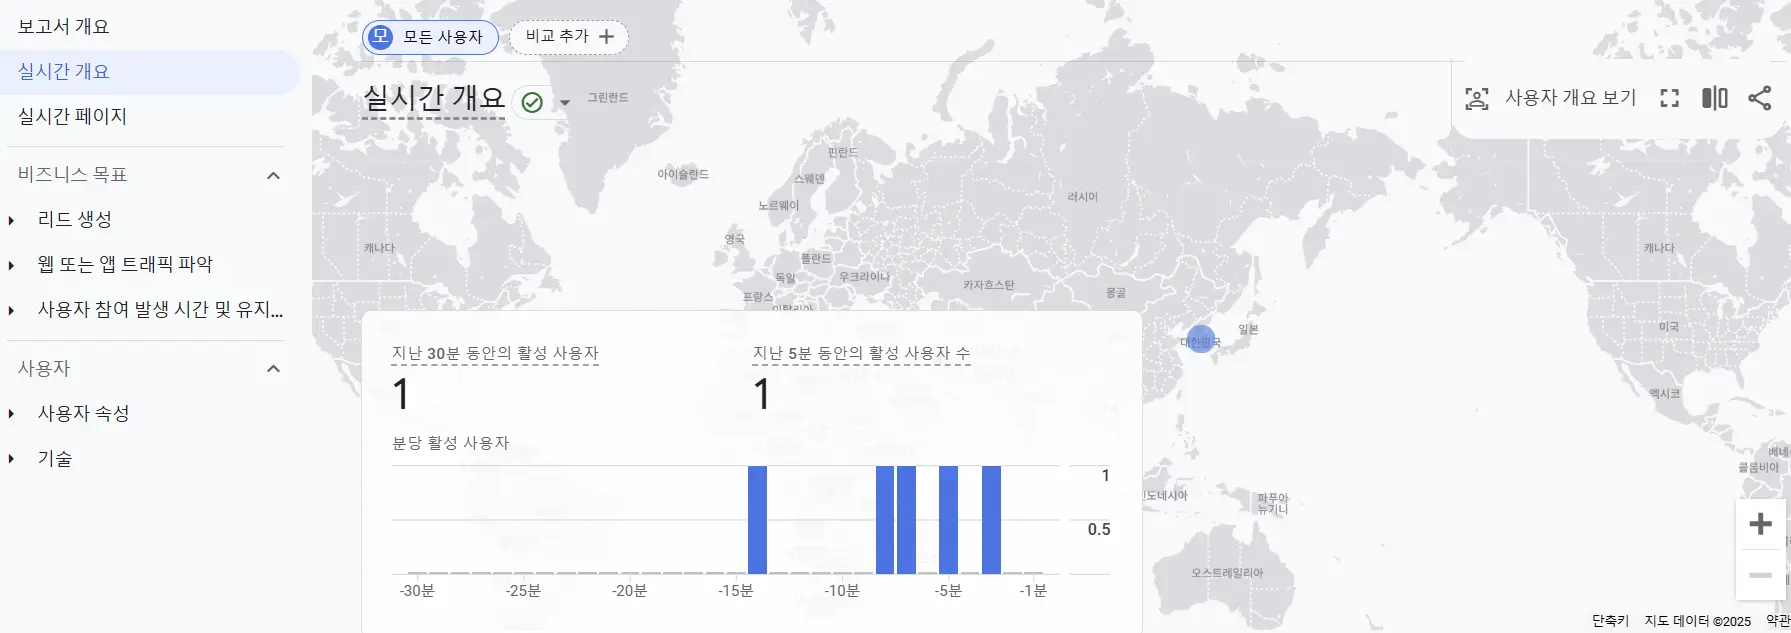 보고서 개요
실시간 개요
실시간 페이지
비즈니스 목표
리드 생성
웹 또는 앱 트래픽 파악
사용자 참여 발생 시간 및 유지...
사용자
사용자 속성
기술
모 모든 사용자
비교 추가
실시간 개요
사용자 개요 보기
그린란드
아이슬란드
핀란드
스웨덴
노르웨이
러시아
영국
폴란드
독일
우크라이나
프랑스
이탈리아
카자흐스탄
몽골
대한민국
일본
캐나다
캐나다
미국
멕시코
베네
콜롬비아
인도네시아
파푸아
뉴기니
오스트레일리아
지난 30분 동안의 활성 사용자
1
지난 5분 동안의 활성 사용자 수
1
분당 활성 사용자
1
0.5
-30분
-25분
-20분
-15분
-10분
-5분
-1분
단축키
지도 데이터 ©2025
약관